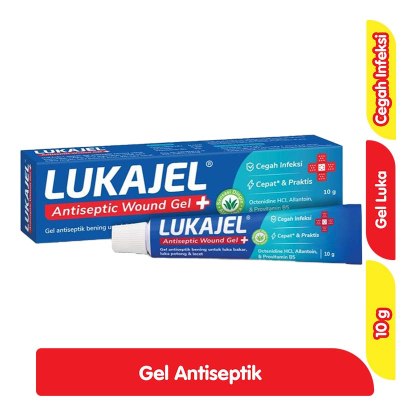 LUKAJEL®
Antiseptic Wound Gel +
Gel antiseptik bening
Cegah Infeksi
Cepat* & Praktis
10 g
Octenidine HCl, Allantoin,
& Provitamin B5
LUKAJEL®
Antiseptic Wound Gel +
Gel antiseptik bening untuk luka bakar,
luka potong & lecet
Cegah Infeksi
Cepat* & Praktis
Octenidine HCl, Allantoin,
& Provitamin B5
10 g
Cegah Infeksi
Gel Luka
10 g
Gel Antiseptik